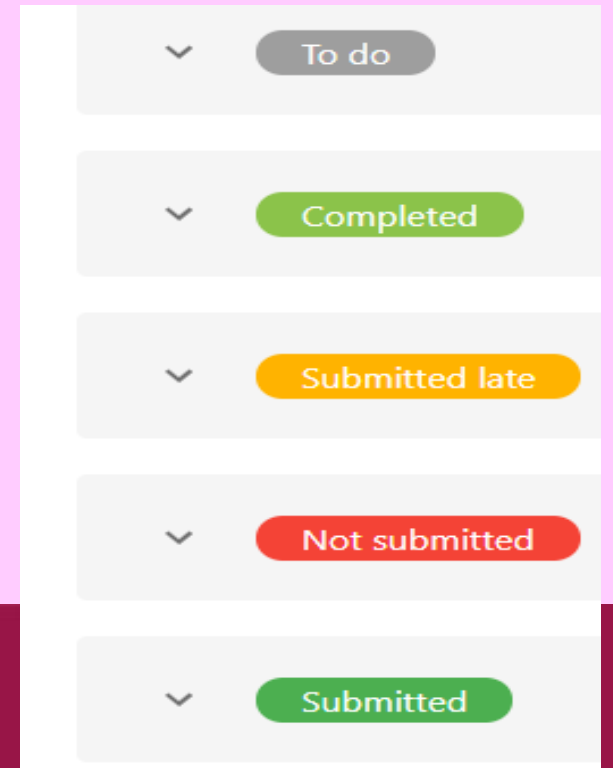 To do
Completed
Submitted late
Not submitted
Submitted